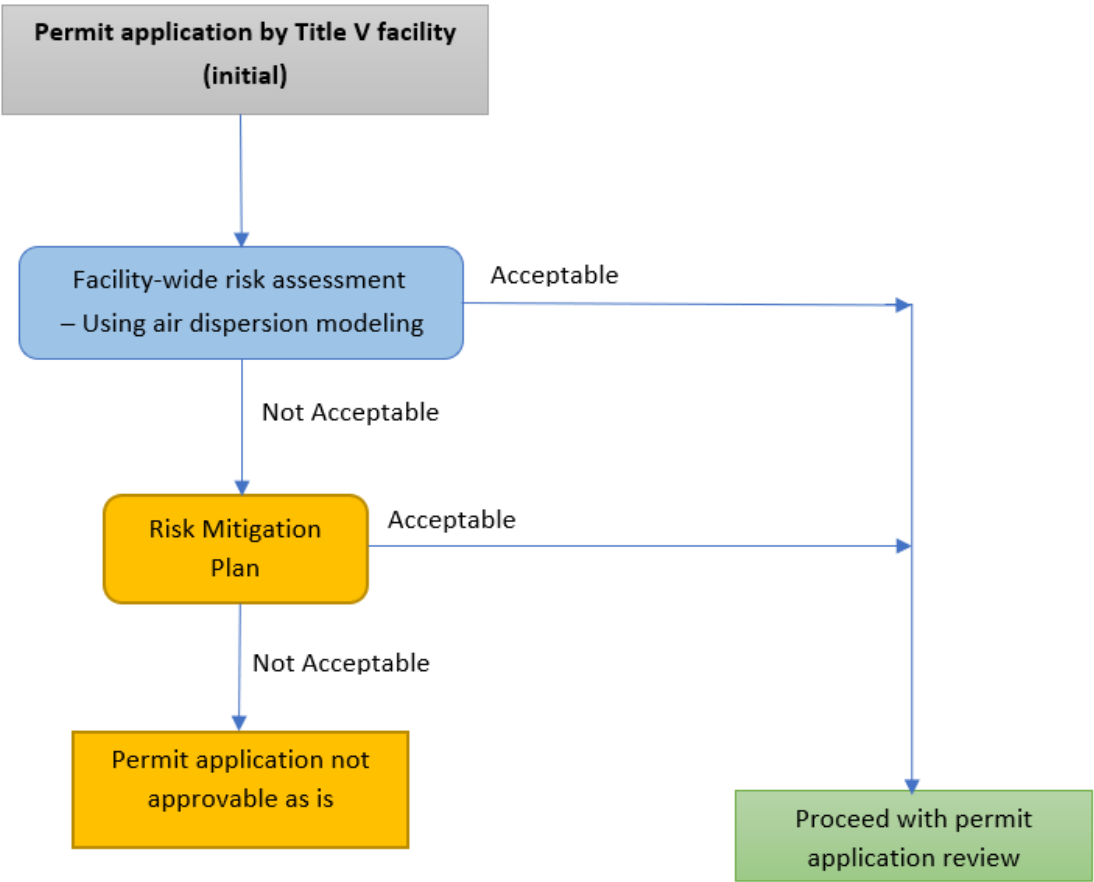 Permit application by Title V facility
(initial)
Facility-wide risk assessment
– Using air dispersion modeling
Acceptable
Not Acceptable
Risk Mitigation
Plan
Acceptable
Not Acceptable
Permit application not
approvable as is
Proceed with permit
application review